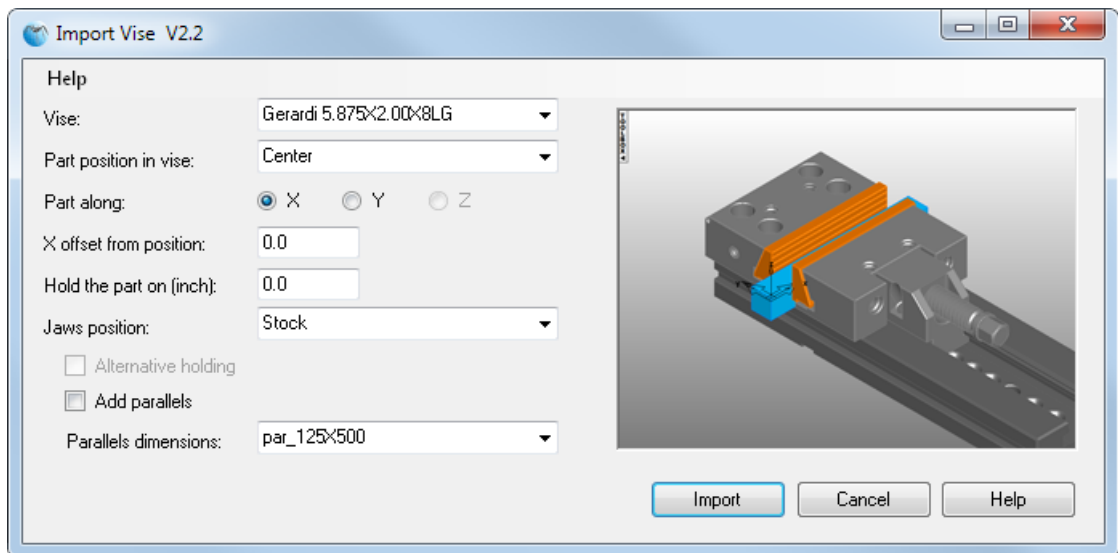 Import Vise V2.2
Help
Vise: Gerardi 5.875X2.00X8LG
Part position in vise: Center
Part along: X Y Z
X offset from position: 0.0
Hold the part on (inch): 0.0
Jaws position: Stock
Alternative holding
Add parallels
Parallels dimensions: par_125X500
Import Cancel Help